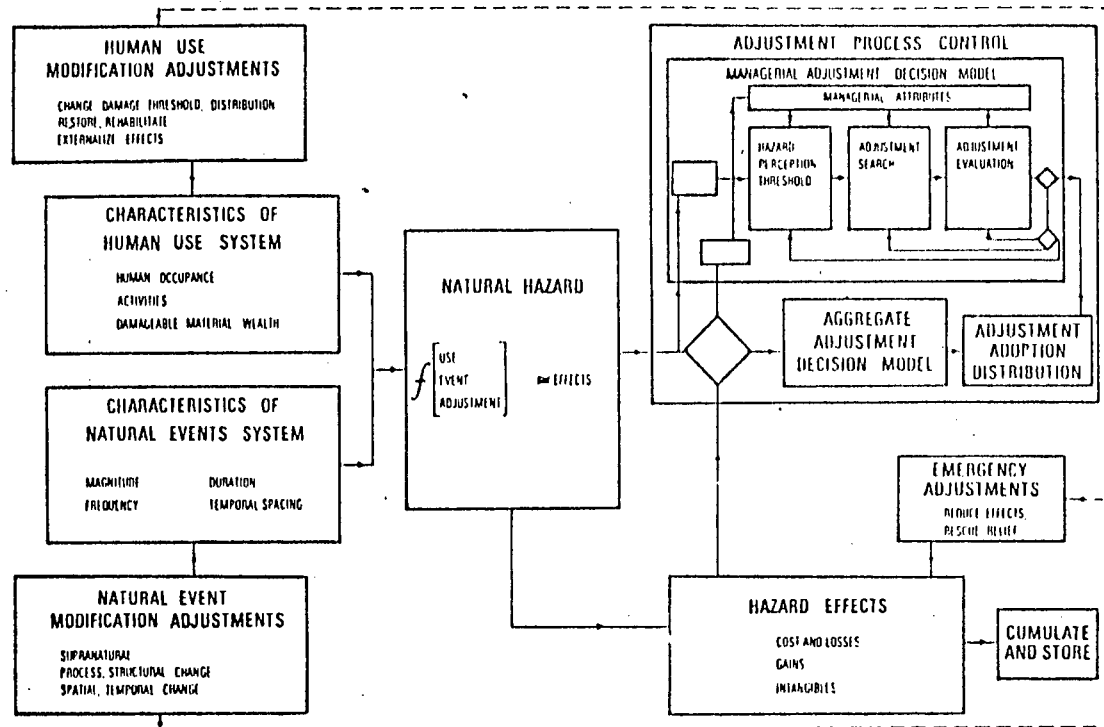 HUMAN USE
MODIFICATION ADJUSTMENTS
CHANGE DAMAGE THRESHOLD, DISTRIBUTION
RESTORE, REHABILITATE
EXTERNALIZE EFFECTS
CHARACTERISTICS OF
HUMAN USE SYSTEM
HUMAN OCCUPANCE
ACTIVITIES
DAMAGEABLE MATERIAL WEALTH
CHARACTERISTICS OF
NATURAL EVENTS SYSTEM
MAGNITUDE DURATION
FREQUENCY TEMPORAL SPACING
NATURAL EVENT
MODIFICATION ADJUSTMENTS
SUPRANATURAL
PROCESS, STRUCTURAL CHANGE
SPATIAL, TEMPORAL CHANGE
NATURAL HAZARD
f
USE
EVENT
ADJUSTMENT
EFFECTS
ADJUSTMENT PROCESS CONTROL
MANAGERIAL ADJUSTMENT DECISION MODEL
MANAGERIAL ATTRIBUTES
HAZARD
PERCEPTION
THRESHOLD
ADJUSTMENT
SEARCH
ADJUSTMENT
EVALUATION
AGGREGATE
ADJUSTMENT
DECISION MODEL
ADJUSTMENT
ADOPTION
DISTRIBUTION
EMERGENCY
ADJUSTMENTS
REDUCE EFFECTS,
RESCUE RELIEF
HAZARD EFFECTS
COST AND LOSSES
GAINS
INTANGIBLES
CUMULATE
AND STORE